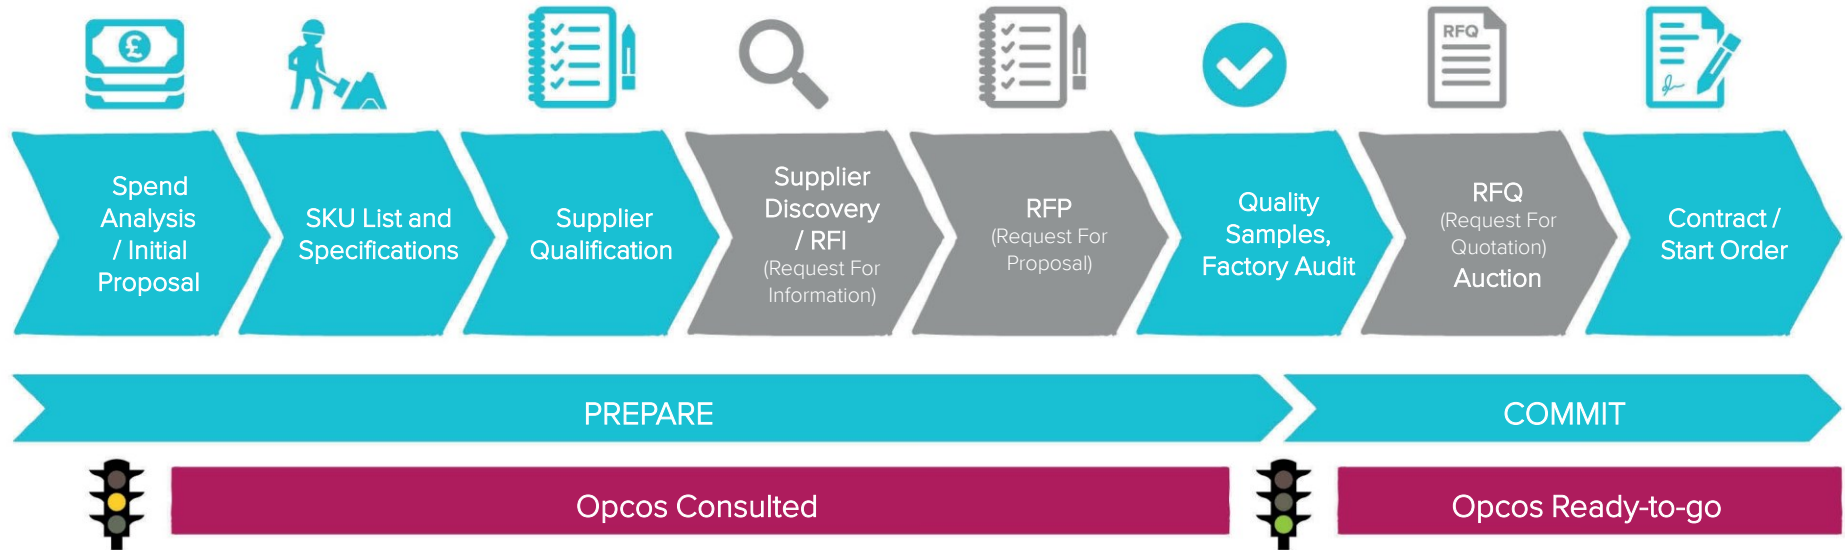 £
RFQ
Spend
Analysis
/ Initial
Proposal
SKU List and
Specifications
Supplier
Qualification
Supplier
Discovery
/ RFI
(Request For
Information)
RFP
(Request For
Proposal)
Quality
Samples,
Factory Audit
RFQ
(Request For
Quotation)
Auction
Contract /
Start Order
PREPARE
COMMIT
Opcos Consulted
Opcos Ready-to-go